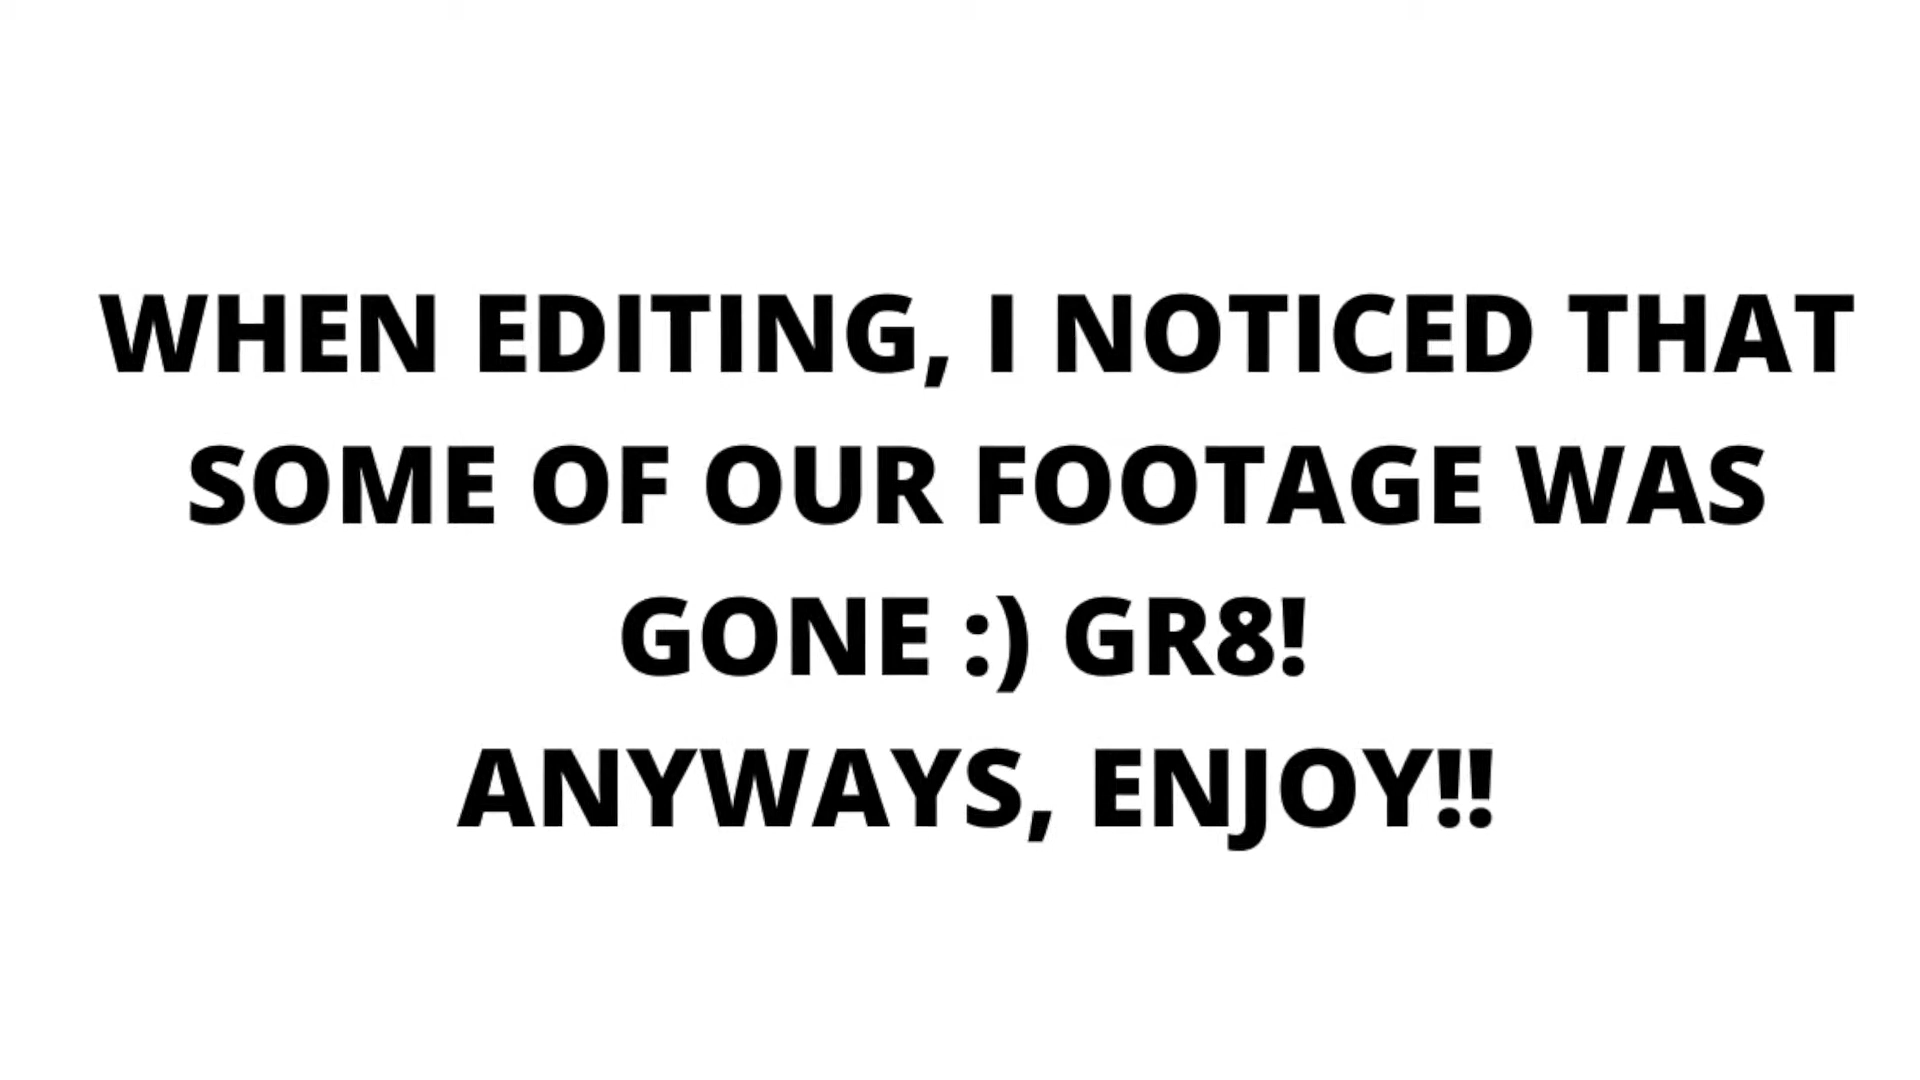 WHEN EDITING, I NOTICED THAT
SOME OF OUR FOOTAGE WAS
GONE :) GR8!
ANYWAYS, ENJOY!!